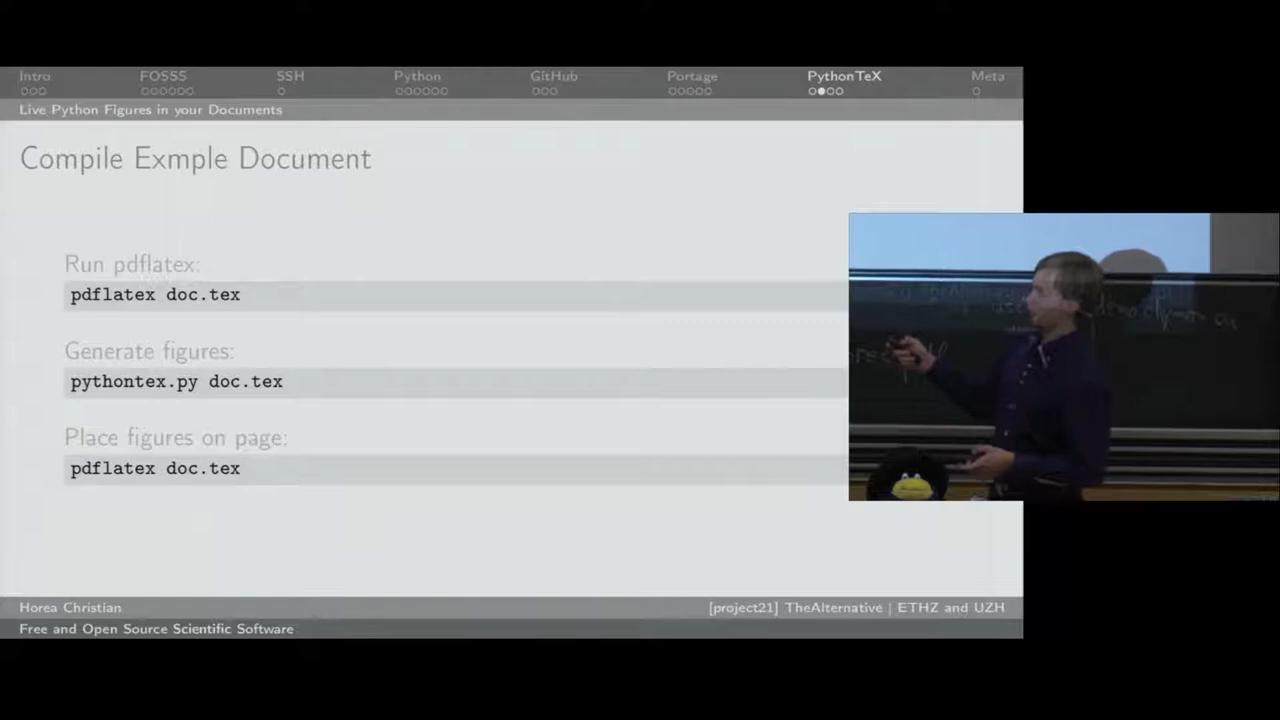 Intro FOSSS SSH Python GitHub Portage PythonTeX Meta
Live Python Figures in your Documents
Compile Exmple Document
Run pdflatex:
pdflatex doc.tex
Generate figures:
pythontex.py doc.tex
Place figures on page:
pdflatex doc.tex
Horea Christian [project21] TheAlternative | ETHZ and UZH
Free and Open Source Scientific Software